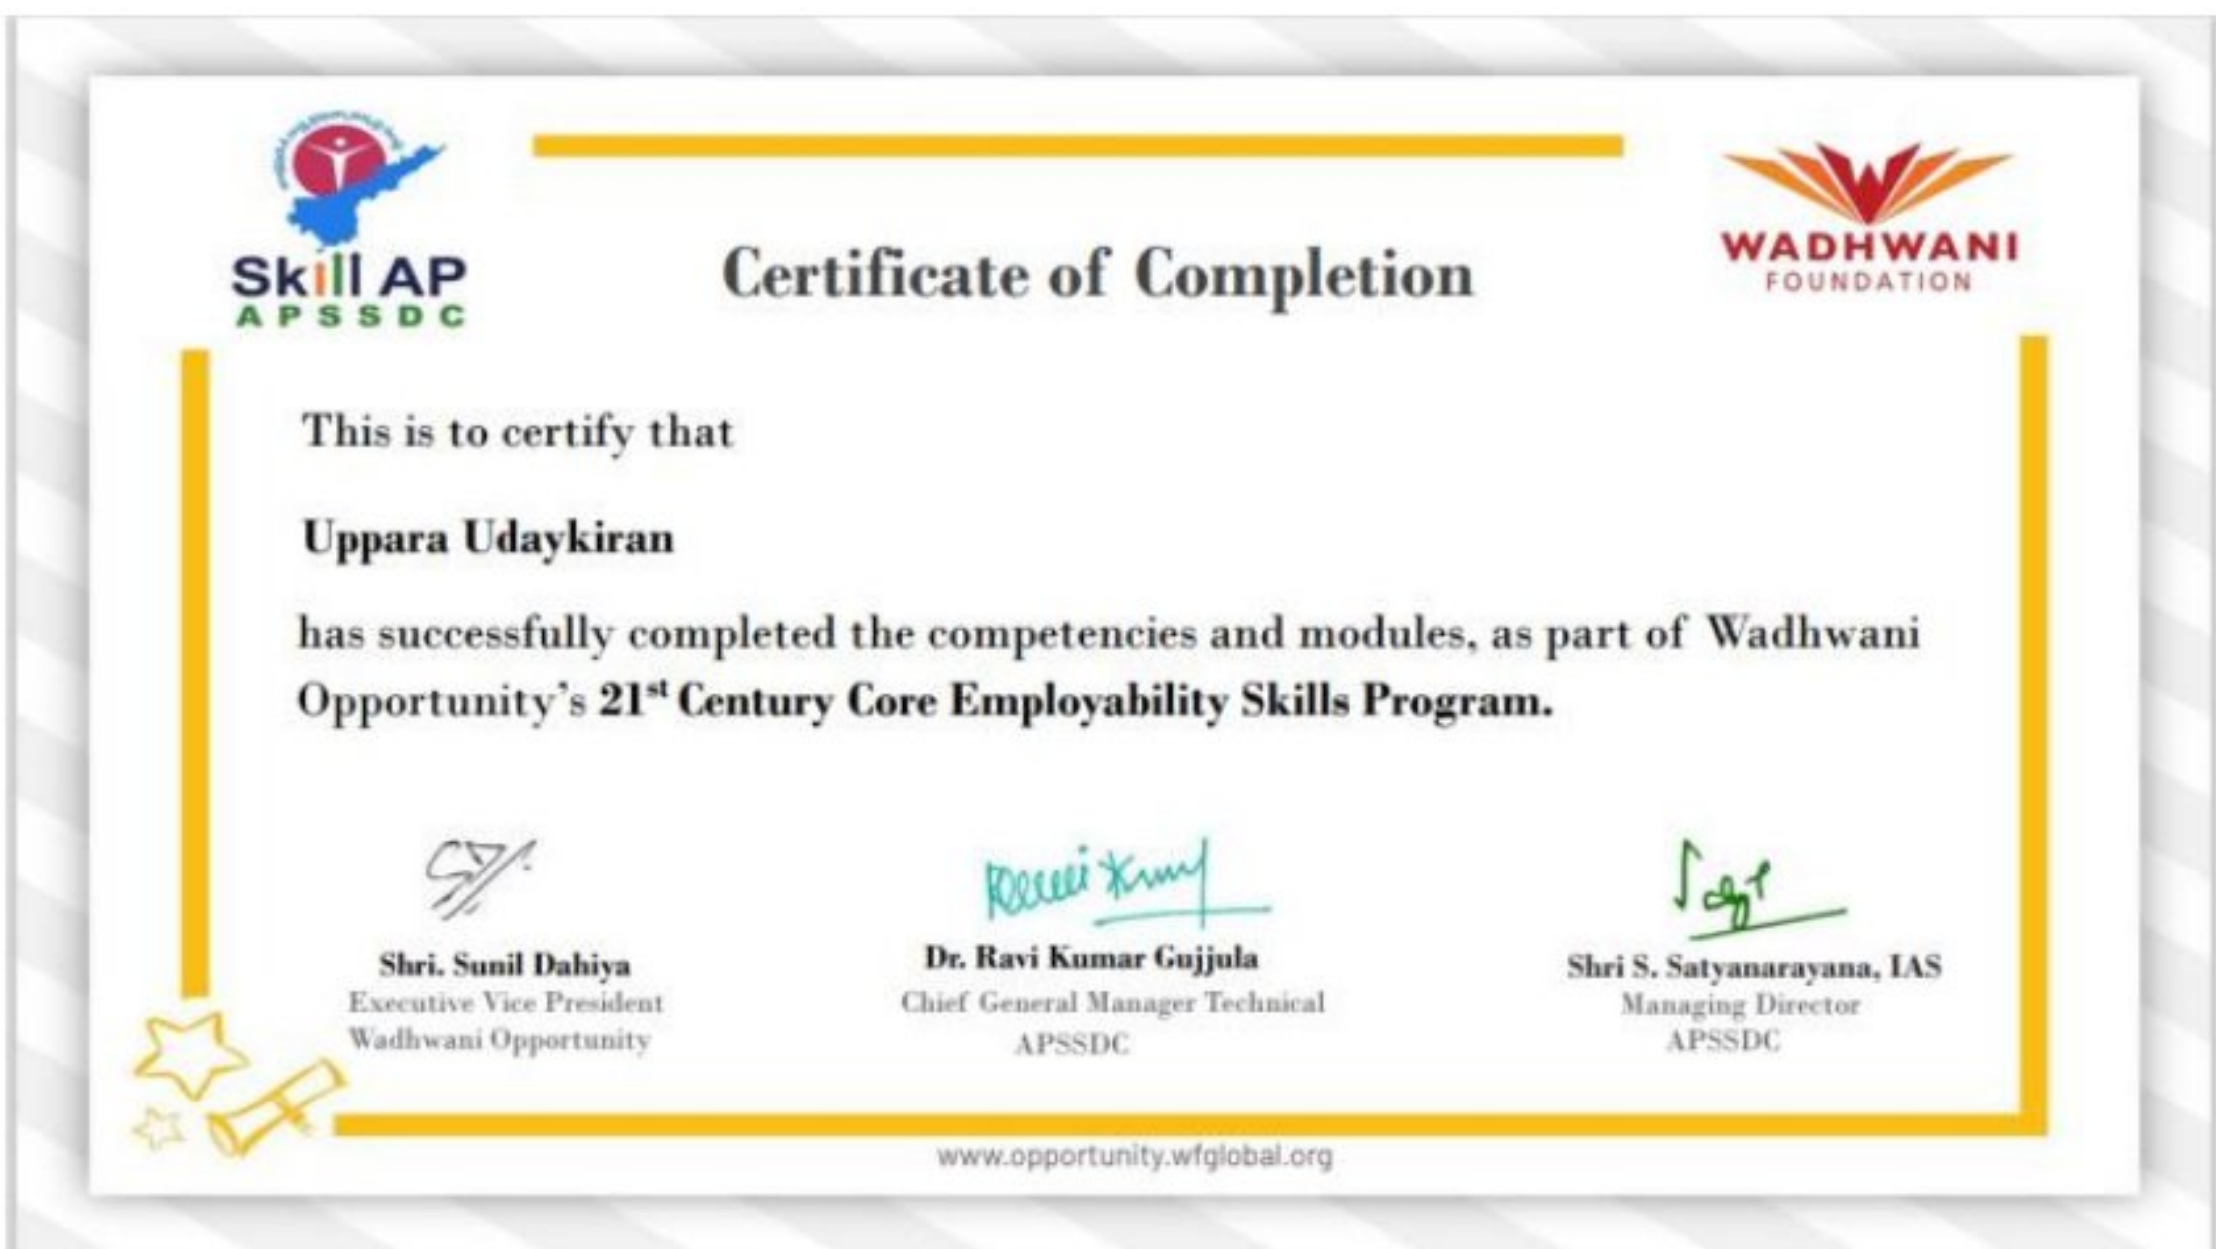 Skill AP
APSSDC
WADHWANI
FOUNDATION
Certificate of Completion
This is to certify that
Uppara Udaykiran
has successfully completed the competencies and modules, as part of Wadhwani
Opportunity's 21st Century Core Employability Skills Program.
Shri. Sunil Dahiya
Executive Vice President
Wadhwani Opportunity
Dr. Ravi Kumar Gujjula
Chief General Manager Technical
APSSDC
Shri S. Satyanarayana, IAS
Managing Director
APSSDC
www.opportunity.wfglobal.org